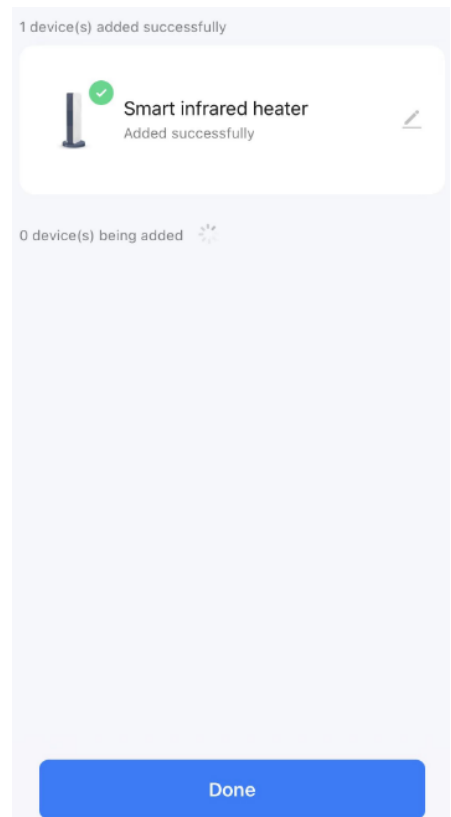 1 device(s) added successfully
Smart infrared heater
Added successfully
0 device(s) being added
Done